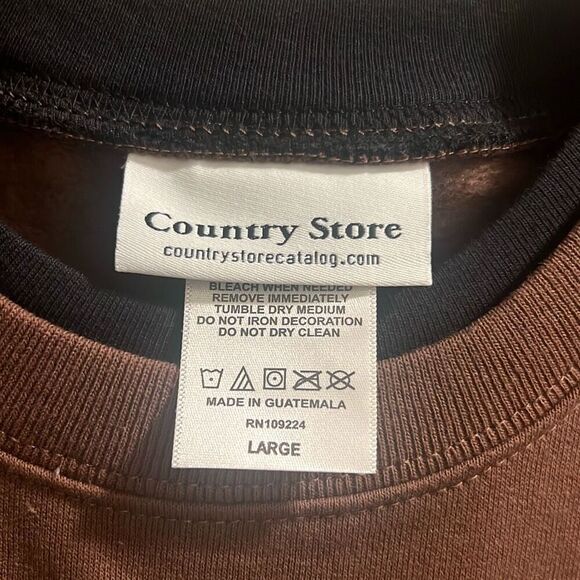 Country Store
countrystorecatalog.com
BLEACH WHEN NEEDED
REMOVE IMMEDIATELY
TUMBLE DRY MEDIUM
DO NOT IRON DECORATION
DO NOT DRY CLEAN
MADE IN GUATEMALA
RN109224
LARGE